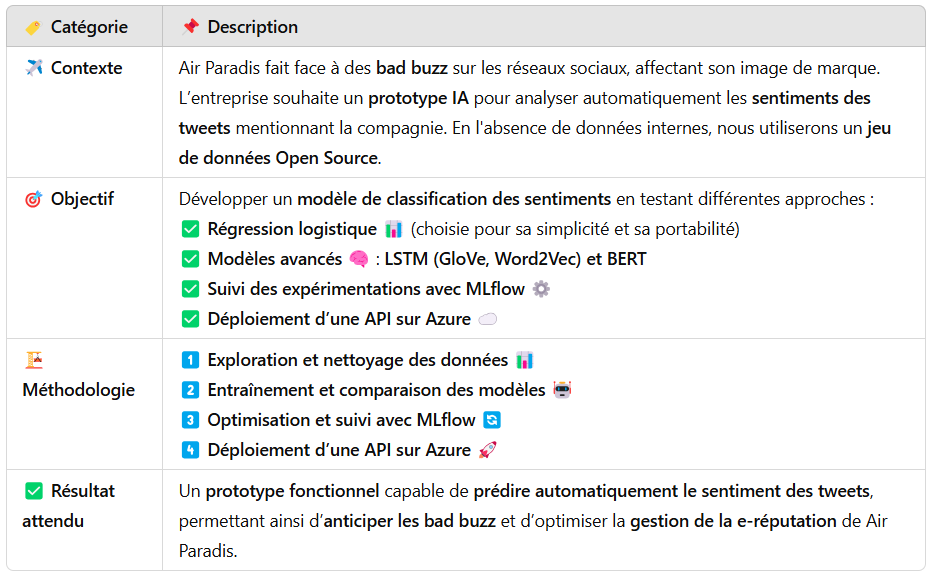 🏷️ Catégorie 📌 Description
✈️ Contexte Air Paradis fait face à des bad buzz sur les réseaux sociaux, affectant son image de marque.
L’entreprise souhaite un prototype IA pour analyser automatiquement les sentiments des
tweets mentionnant la compagnie. En l'absence de données internes, nous utiliserons un jeu
de données Open Source.
🎯 Objectif Développer un modèle de classification des sentiments en testant différentes approches :
✅ Régression logistique 📊 (choisie pour sa simplicité et sa portabilité)
✅ Modèles avancés 🧠 : LSTM (GloVe, Word2Vec) et BERT
✅ Suivi des expérimentations avec MLflow ⚙️
✅ Déploiement d’une API sur Azure ☁️
🏗️ Méthodologie
1️⃣ Exploration et nettoyage des données 📊
2️⃣ Entraînement et comparaison des modèles 🤖
3️⃣ Optimisation et suivi avec MLflow 🔄
4️⃣ Déploiement d’une API sur Azure 🚀
✅ Résultat attendu
Un prototype fonctionnel capable de prédire automatiquement le sentiment des tweets,
permettant ainsi d’anticiper les bad buzz et d’optimiser la gestion de la e-réputation de Air
Paradis.